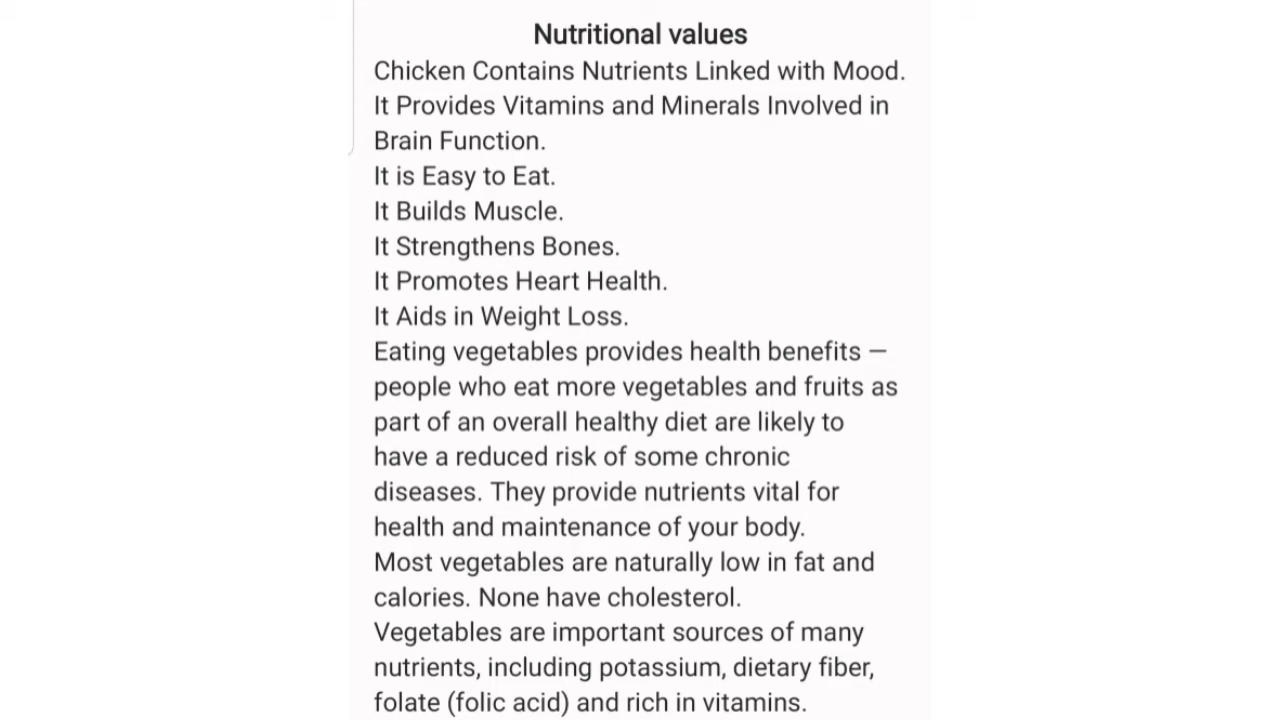 Nutritional values
Chicken Contains Nutrients Linked with Mood.
It Provides Vitamins and Minerals Involved in
Brain Function.
It is Easy to Eat.
It Builds Muscle.
It Strengthens Bones.
It Promotes Heart Health.
It Aids in Weight Loss.
Eating vegetables provides health benefits —
people who eat more vegetables and fruits as
part of an overall healthy diet are likely to
have a reduced risk of some chronic
diseases. They provide nutrients vital for
health and maintenance of your body.
Most vegetables are naturally low in fat and
calories. None have cholesterol.
Vegetables are important sources of many
nutrients, including potassium, dietary fiber,
folate (folic acid) and rich in vitamins.